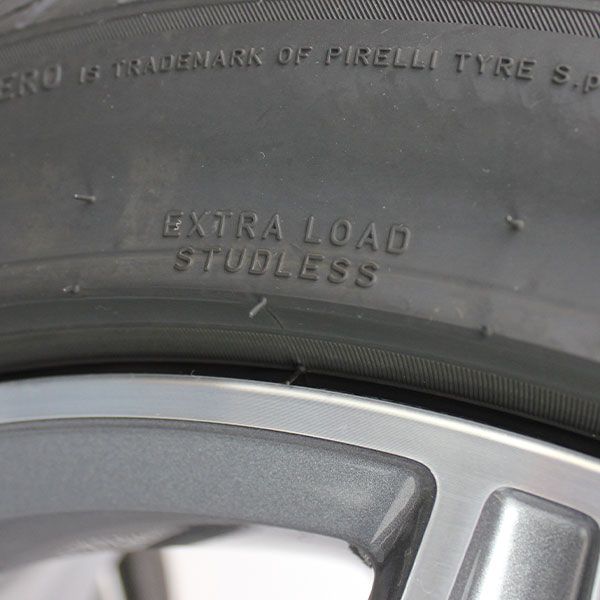 ERO IS TRADEMARK OF PIRELLI TYRE S.p
EXTRA LOAD
STUDLESS